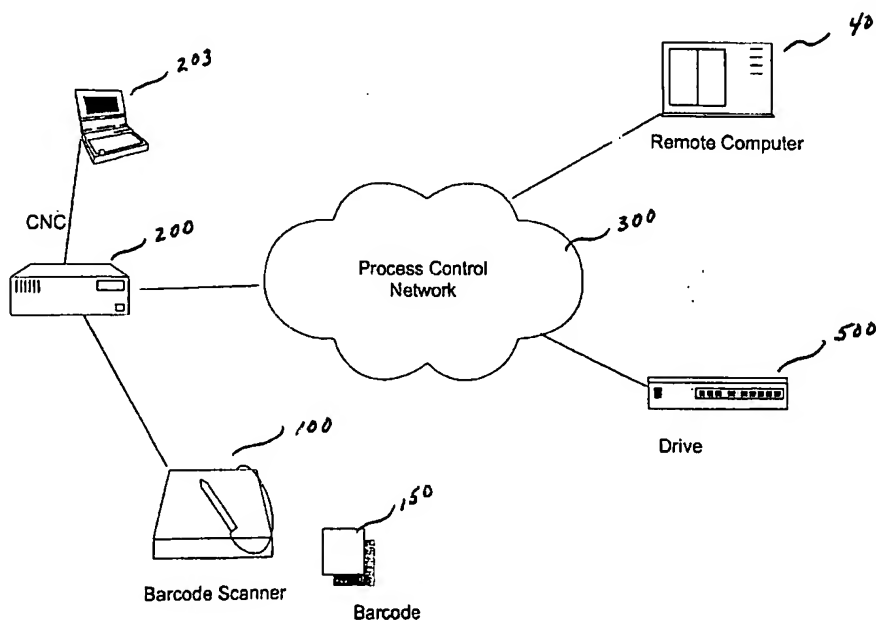 40
203
Remote Computer
CNC
200
300
Process Control
Network
500
Drive
100
150
Barcode Scanner
Barcode